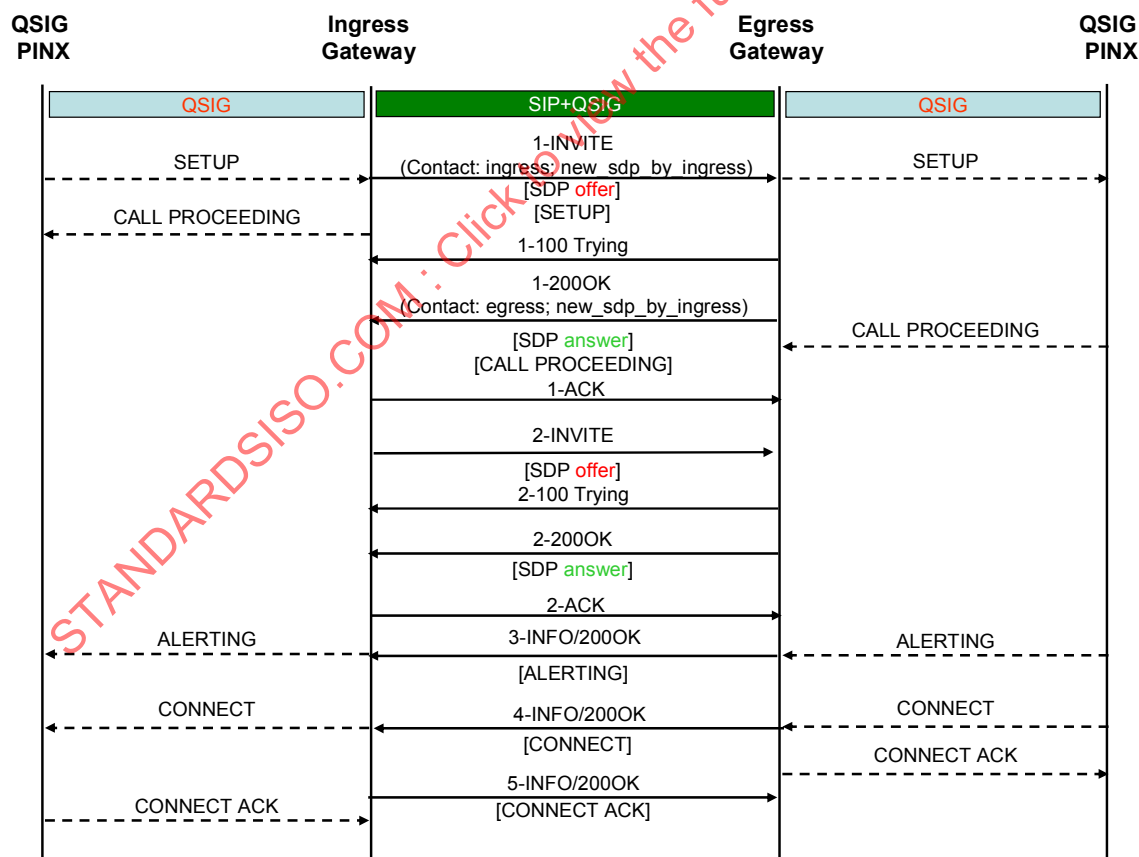 QSIG PINX
Ingress Gateway
Egress Gateway
QSIG PINX
QSIG
SIP+QSIG
QSIG
SETUP
1-INVITE
(Contact: ingress; new_sdp_by_ingress)
[SDP offer]
[SETUP]
SETUP
CALL PROCEEDING
1-100 Trying
1-200OK
(Contact: egress; new_sdp_by_ingress)
[SDP answer]
[CALL PROCEEDING]
CALL PROCEEDING
1-ACK
2-INVITE
[SDP offer]
2-100 Trying
2-200OK
[SDP answer]
2-ACK
ALERTING
3-INFO/200OK
[ALERTING]
ALERTING
CONNECT
4-INFO/200OK
[CONNECT]
CONNECT
CONNECT ACK
5-INFO/200OK
[CONNECT ACK]
CONNECT ACK
STANDARDSISO.COM : Click to view the